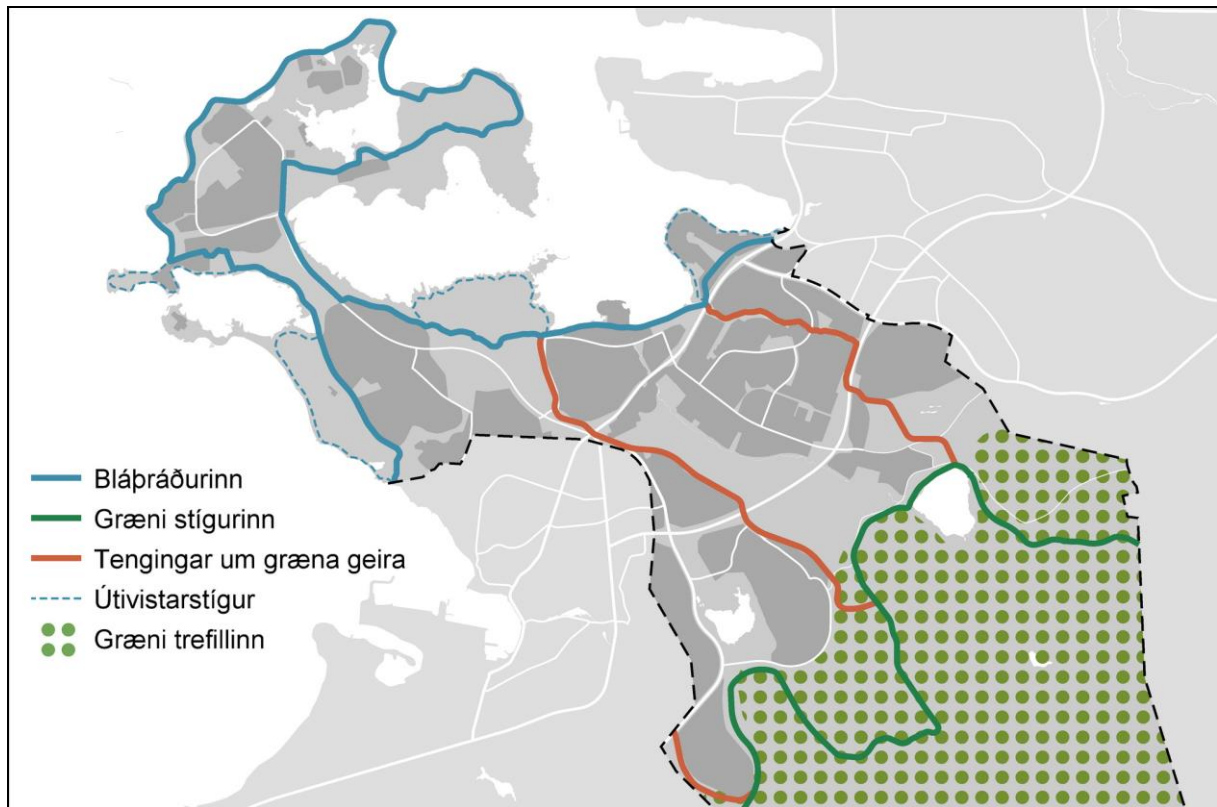 Bláþráðurinn
Græni stígurinn
Tengingar um græna geira
Útivistarstígur
Græni trefillinn